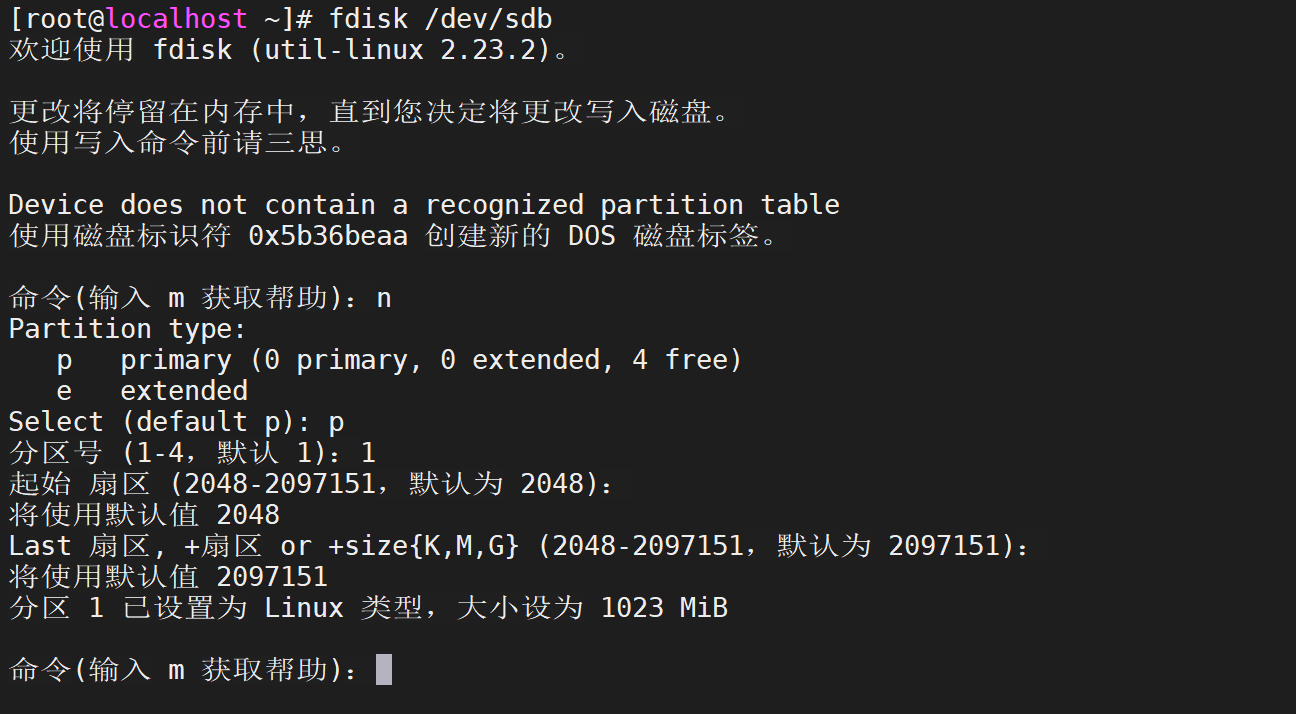 [root@localhost ~]# fdisk /dev/sdb
欢迎使用 fdisk (util-linux 2.23.2)。
更改将停留在内存中，直到您决定将更改写入磁盘。
使用写入命令前请三思。
Device does not contain a recognized partition table
使用磁盘标识符 0x5b36beaa 创建新的 DOS 磁盘标签。
命令(输入 m 获取帮助)：n
Partition type:
   p   primary (0 primary, 0 extended, 4 free)
   e   extended
Select (default p): p
分区号 (1-4，默认 1)：1
起始 扇区 (2048-2097151，默认为 2048)：
将使用默认值 2048
Last 扇区, +扇区 or +size{K,M,G} (2048-2097151，默认为 2097151)：
将使用默认值 2097151
分区 1 已设置为 Linux 类型，大小设为 1023 MiB
命令(输入 m 获取帮助)：